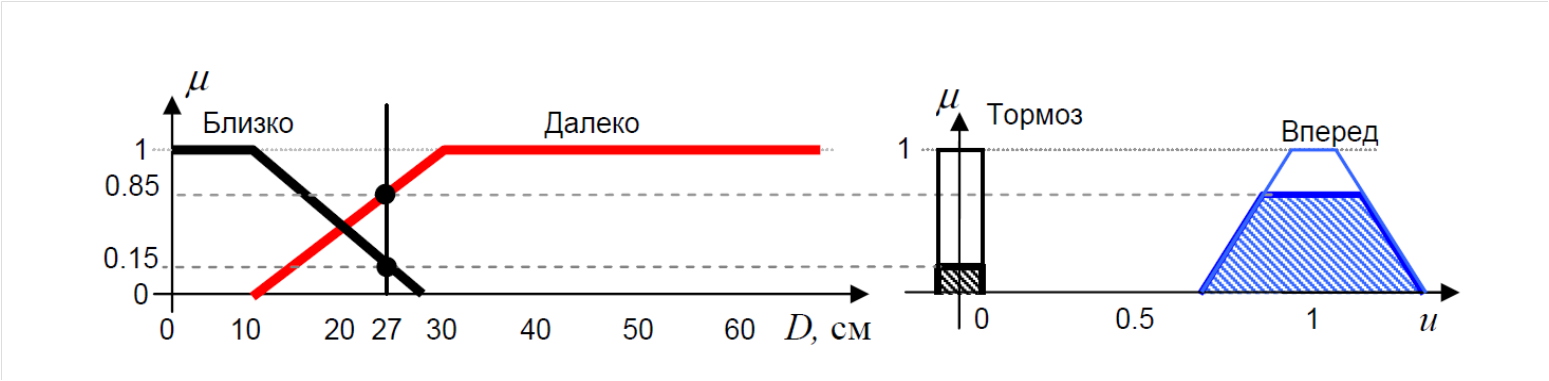 μ
Близко
Далеко
1
0.85
0.15
0
0 10 20 27 30 40 50 60 D, см
μ
Тормоз
Вперед
1
0 0.5 1 u